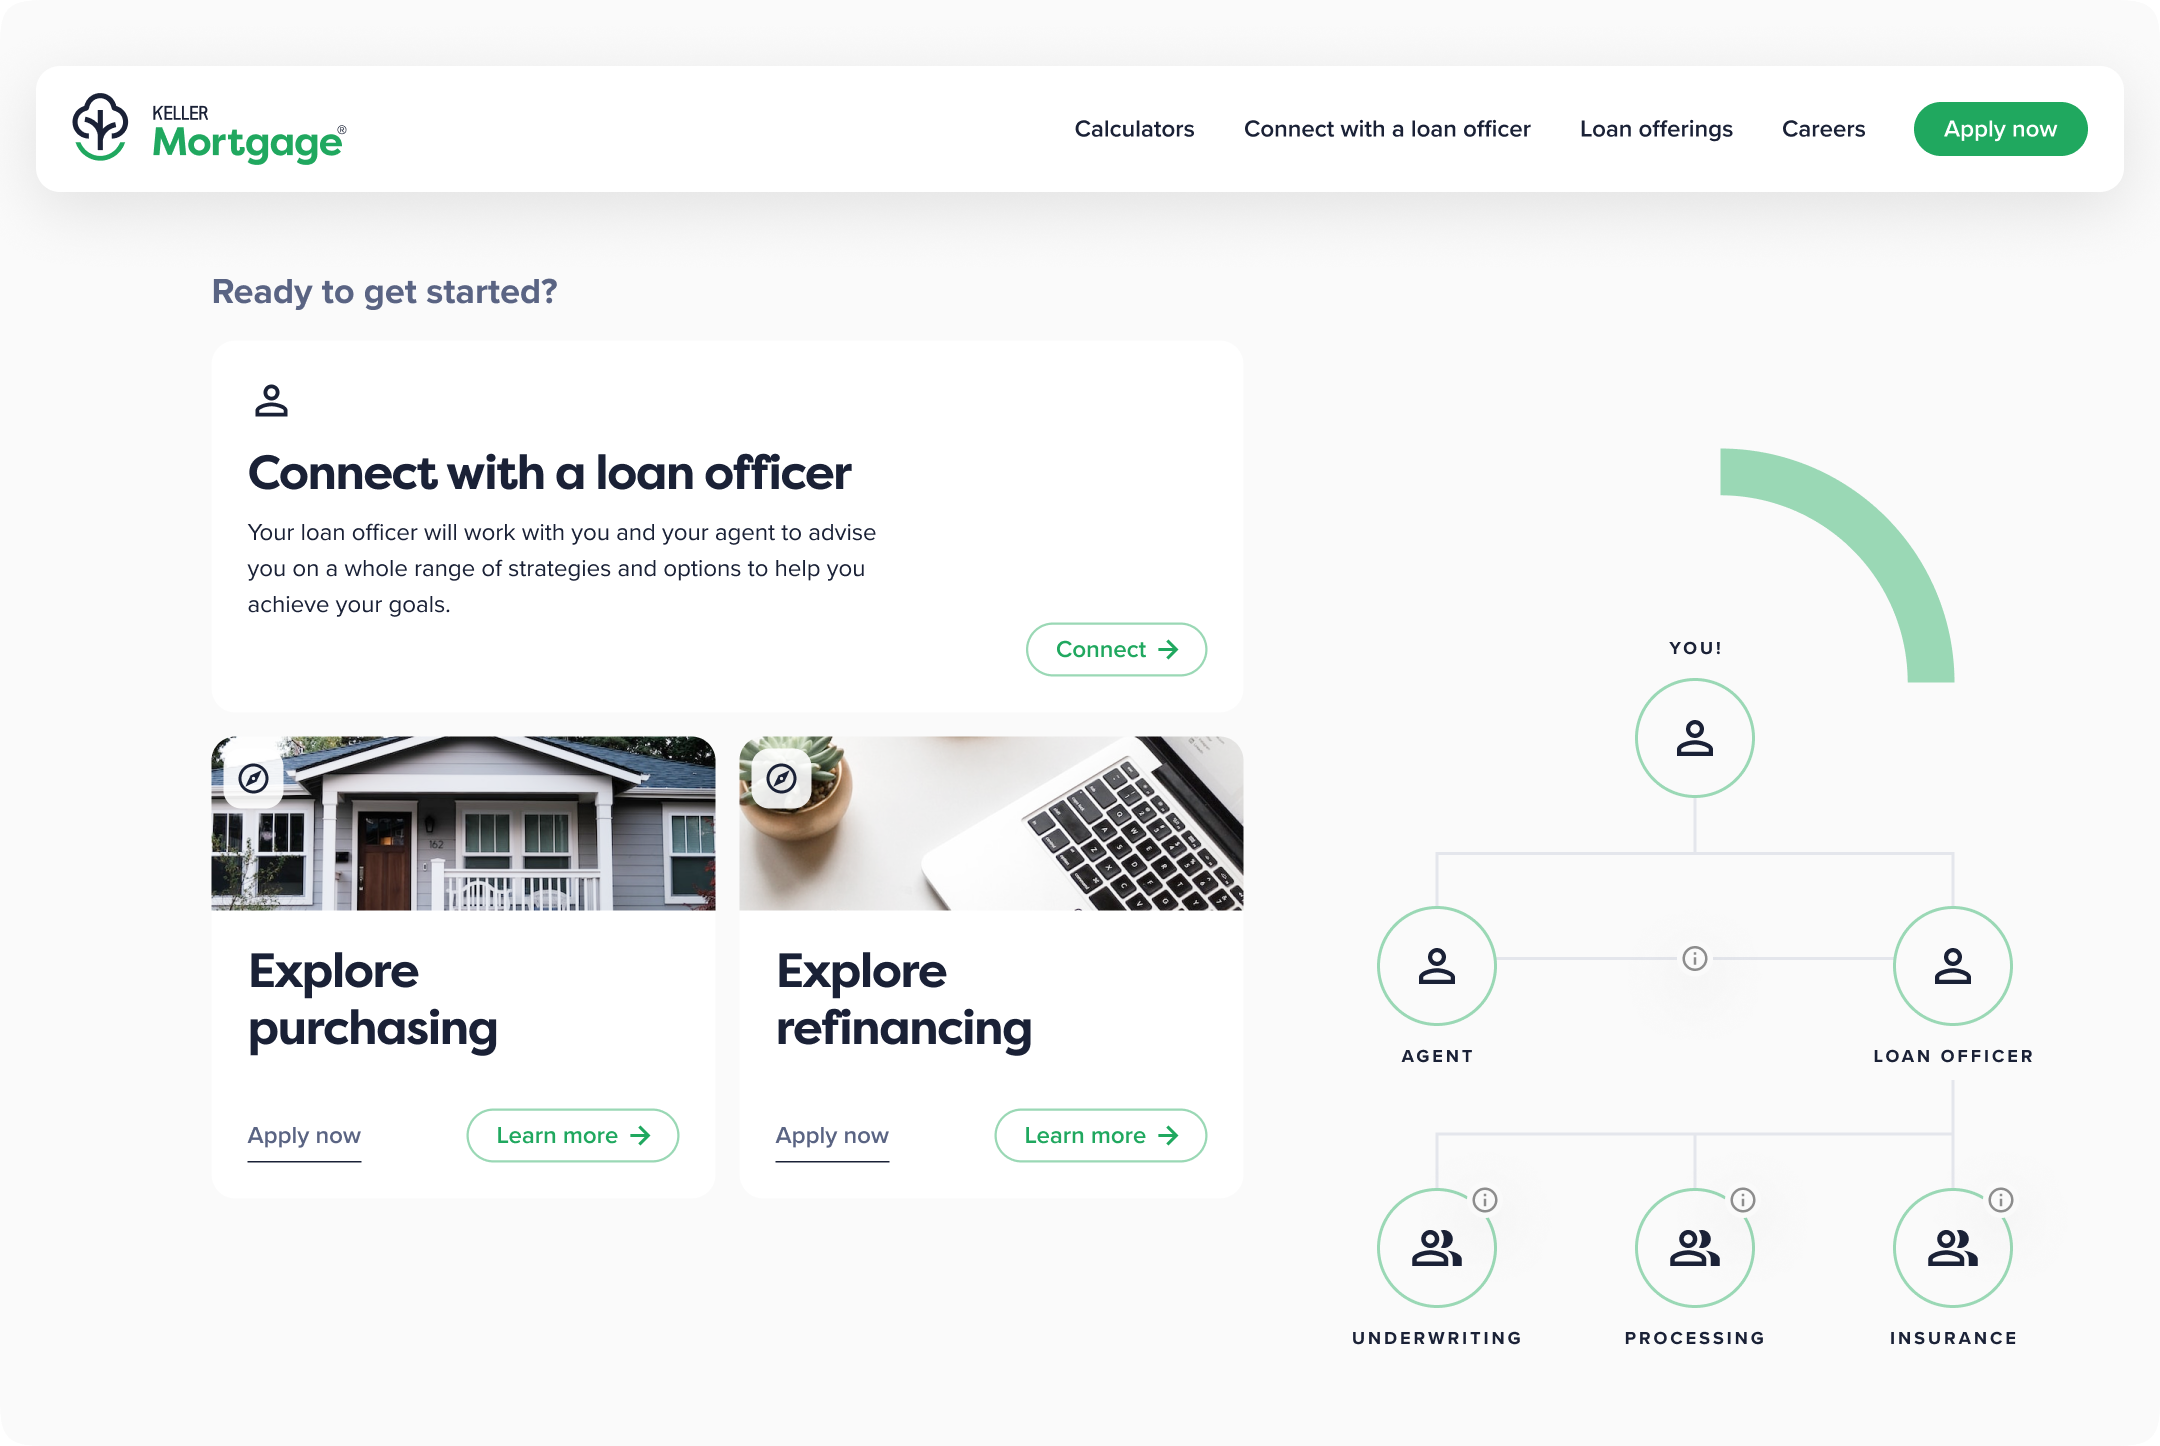 KELLER
Mortgage®
Calculators
Connect with a loan officer
Loan offerings
Careers
Apply now
Ready to get started?
Connect with a loan officer
Your loan officer will work with you and your agent to advise
you on a whole range of strategies and options to help you
achieve your goals.
Connect
162
Explore
purchasing
Apply now
Learn more
Explore
refinancing
Apply now
Learn more
YOU!
AGENT
LOAN OFFICER
UNDERWRITING
PROCESSING
INSURANCE